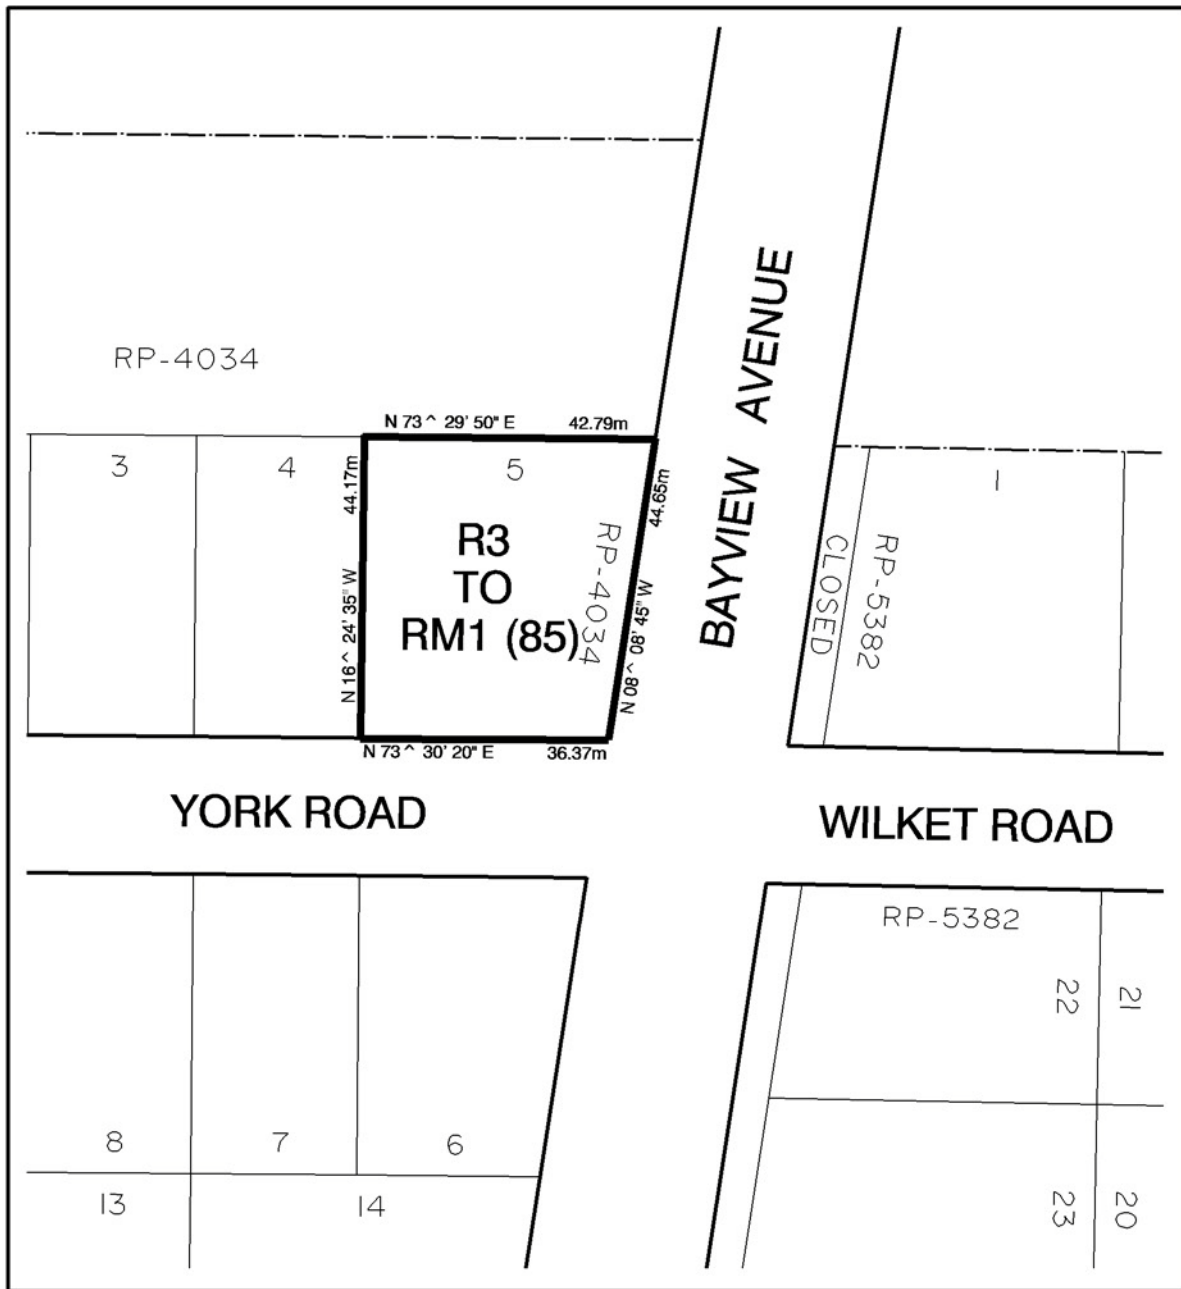 BAYVIEW AVENUE
RP-4034
N 73^ 29' 50" E 42.79m
3
4
5
1
44.17m
N 16^ 24' 35" W
44.65m
N 08^ 08' 45" W
R3
TO
RM1 (85)
RP-4034
CLOSED
RP-5382
N 73^ 30' 20" E 36.37m
YORK ROAD
WILKET ROAD
RP-5382
22
21
8
7
6
13
14
23
20